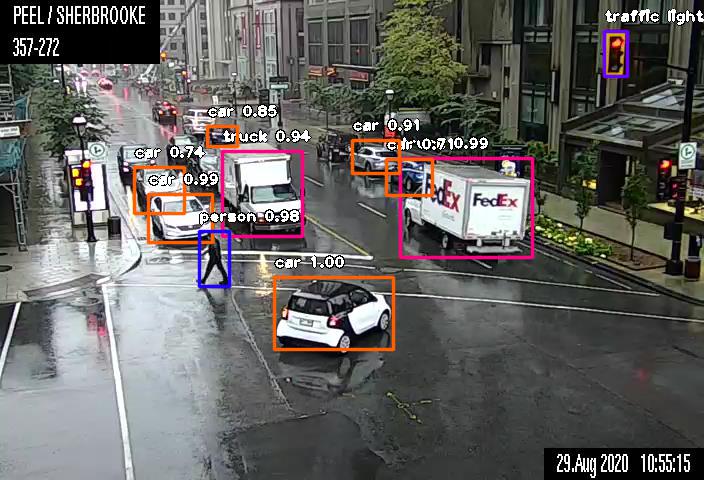 PEEL / SHERBROOKE
357-272
traffic light
car 0.85
truck 0.94
car 0.91
car 0.74
0.71
0.99
car 0.99
person 0.98
FedEx
FedEx
car 1.00
29.Aug 2020 10:55:15